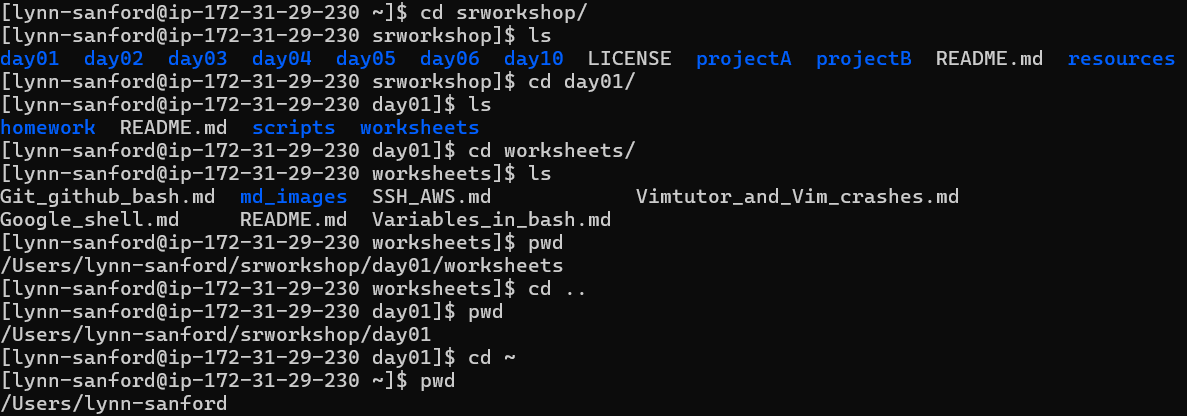 [lynn-sanford@ip-172-31-29-230 ~]$ cd srworkshop/
[lynn-sanford@ip-172-31-29-230 srworkshop]$ ls
day01  day02  day03  day04  day05  day06  day10  LICENSE  projectA  projectB  README.md  resources
[lynn-sanford@ip-172-31-29-230 srworkshop]$ cd day01/
[lynn-sanford@ip-172-31-29-230 day01]$ ls
homework  README.md  scripts  worksheets
[lynn-sanford@ip-172-31-29-230 day01]$ cd worksheets/
[lynn-sanford@ip-172-31-29-230 worksheets]$ ls
Git_github_bash.md  md_images  SSH_AWS.md            Vimtutor_and_Vim_crashes.md
Google_shell.md     README.md  Variables_in_bash.md
[lynn-sanford@ip-172-31-29-230 worksheets]$ pwd
/Users/lynn-sanford/srworkshop/day01/worksheets
[lynn-sanford@ip-172-31-29-230 worksheets]$ cd ..
[lynn-sanford@ip-172-31-29-230 day01]$ pwd
/Users/lynn-sanford/srworkshop/day01
[lynn-sanford@ip-172-31-29-230 day01]$ cd ~
[lynn-sanford@ip-172-31-29-230 ~]$ pwd
/Users/lynn-sanford